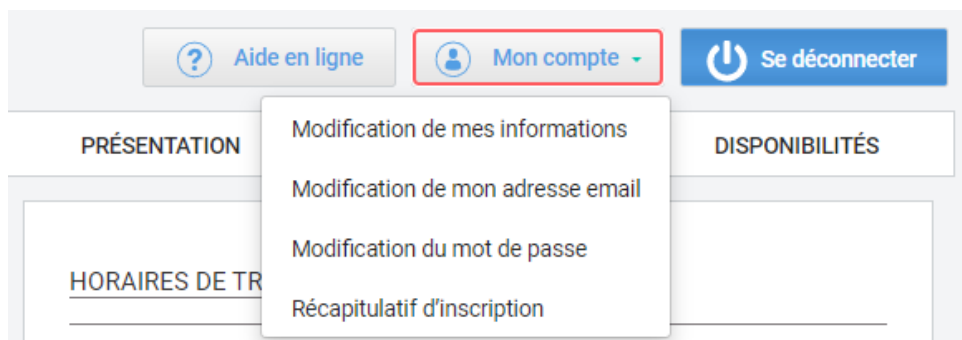 Aide en ligne
Mon compte
Se déconnecter
PRÉSENTATION
DISPONIBILITÉS
Modification de mes informations
Modification de mon adresse email
Modification du mot de passe
Récapitulatif d'inscription
HORAIRES DE TR